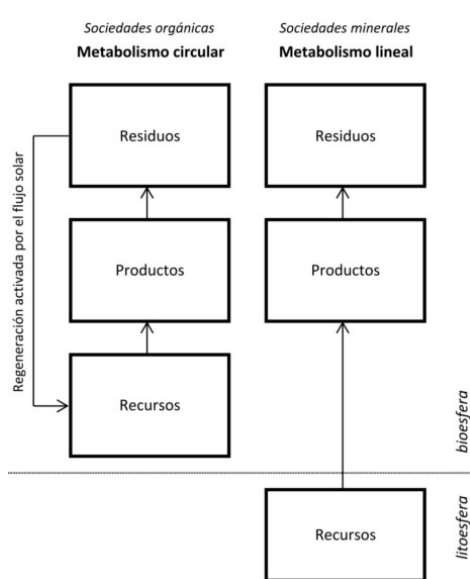 Sociedades orgánicas
Metabolismo circular
Sociedades minerales
Metabolismo lineal
Residuos
Residuos
Regeneración activada por el flujo solar
Productos
Productos
Recursos
bioesfera
Recursos
litoesfera